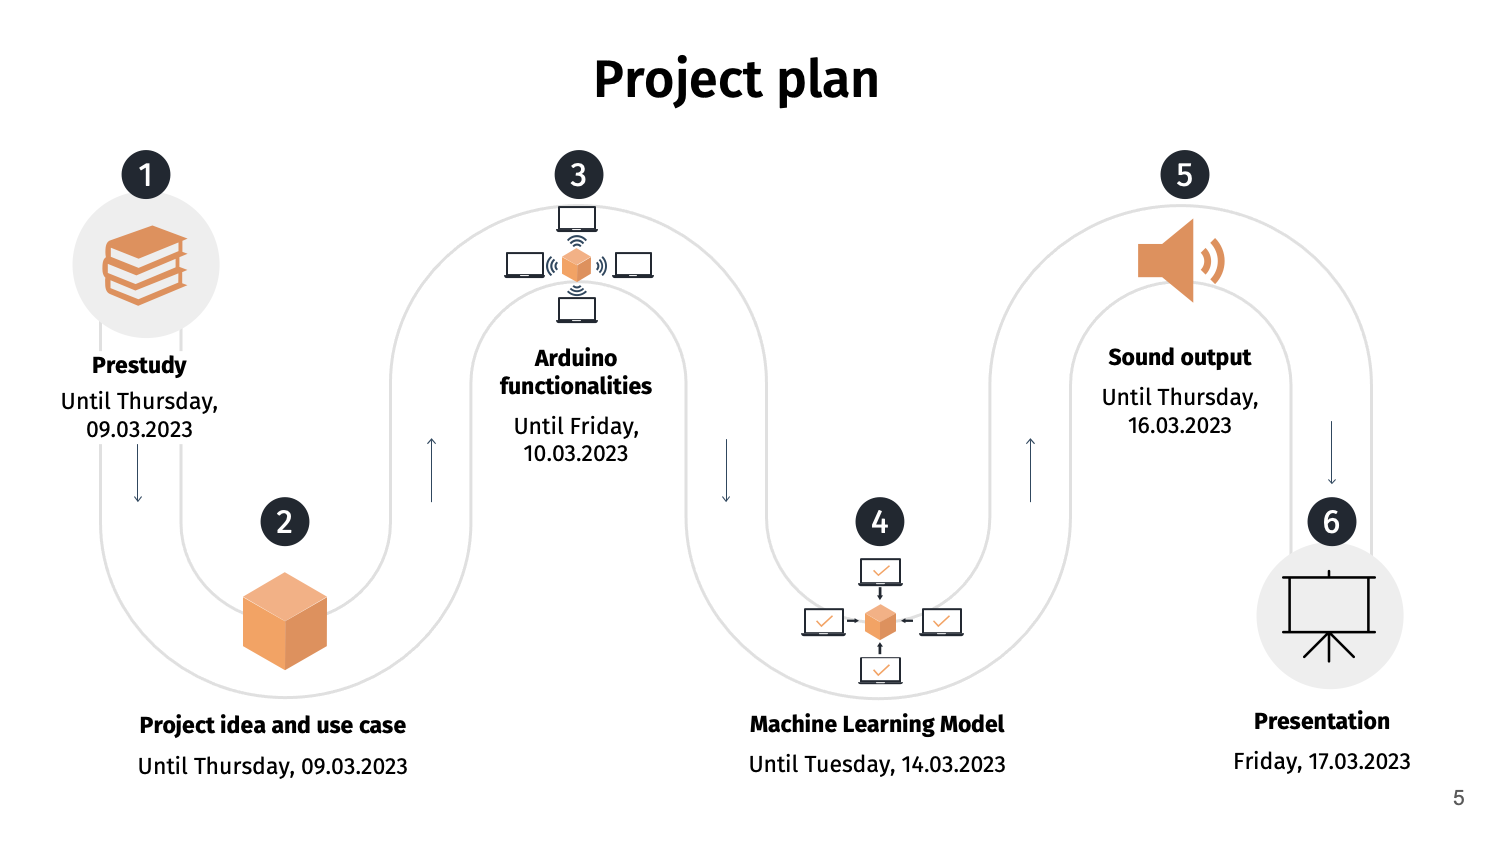 Project plan
1
Prestudy
Until Thursday,
09.03.2023
2
Project idea and use case
Until Thursday, 09.03.2023
3
Arduino
functionalities
Until Friday,
10.03.2023
4
Machine Learning Model
Until Tuesday, 14.03.2023
5
Sound output
Until Thursday,
16.03.2023
6
Presentation
Friday, 17.03.2023
5